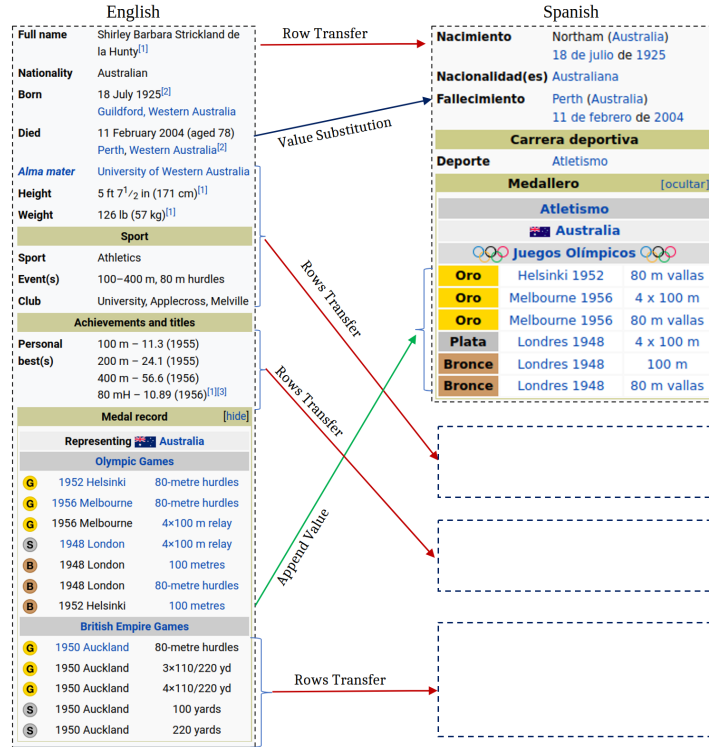 English
Full name Shirley Barbara Strickland de
la Hunty[1]
Nationality Australian
Born 18 July 1925[2]
Guildford, Western Australia
Died 11 February 2004 (aged 78)
Perth, Western Australia[2]
Alma mater University of Western Australia
Height 5 ft 7 1/2 in (171 cm)[1]
Weight 126 lb (57 kg)[1]
Sport
Sport Athletics
Event(s) 100–400 m, 80 m hurdles
Club University, Applecross, Melville
Achievements and titles
Personal 100 m – 11.3 (1955)
best(s) 200 m – 24.1 (1955)
400 m – 56.6 (1956)
80 mH – 10.89 (1956)[1][3]
Medal record [hide]
Representing Australia
Olympic Games
G 1952 Helsinki 80-metre hurdles
G 1956 Melbourne 80-metre hurdles
G 1956 Melbourne 4×100 m relay
S 1948 London 4×100 m relay
B 1948 London 100 metres
B 1948 London 80-metre hurdles
B 1952 Helsinki 100 metres
British Empire Games
G 1950 Auckland 80-metre hurdles
G 1950 Auckland 3×110/220 yd
G 1950 Auckland 4×110/220 yd
S 1950 Auckland 100 yards
S 1950 Auckland 220 yards
Row Transfer
Value Substitution
Rows Transfer
Rows Transfer
Append Value
Rows Transfer
Spanish
Nacimiento Northam (Australia)
18 de julio de 1925
Nacionalidad(es) Australiana
Fallecimiento Perth (Australia)
11 de febrero de 2004
Carrera deportiva
Deporte Atletismo
Medallero [ocultar]
Atletismo
Australia
Juegos Olímpicos
Oro Helsinki 1952 80 m vallas
Oro Melbourne 1956 4 x 100 m
Oro Melbourne 1956 80 m vallas
Plata Londres 1948 4 x 100 m
Bronce Londres 1948 100 m
Bronce Londres 1948 80 m vallas